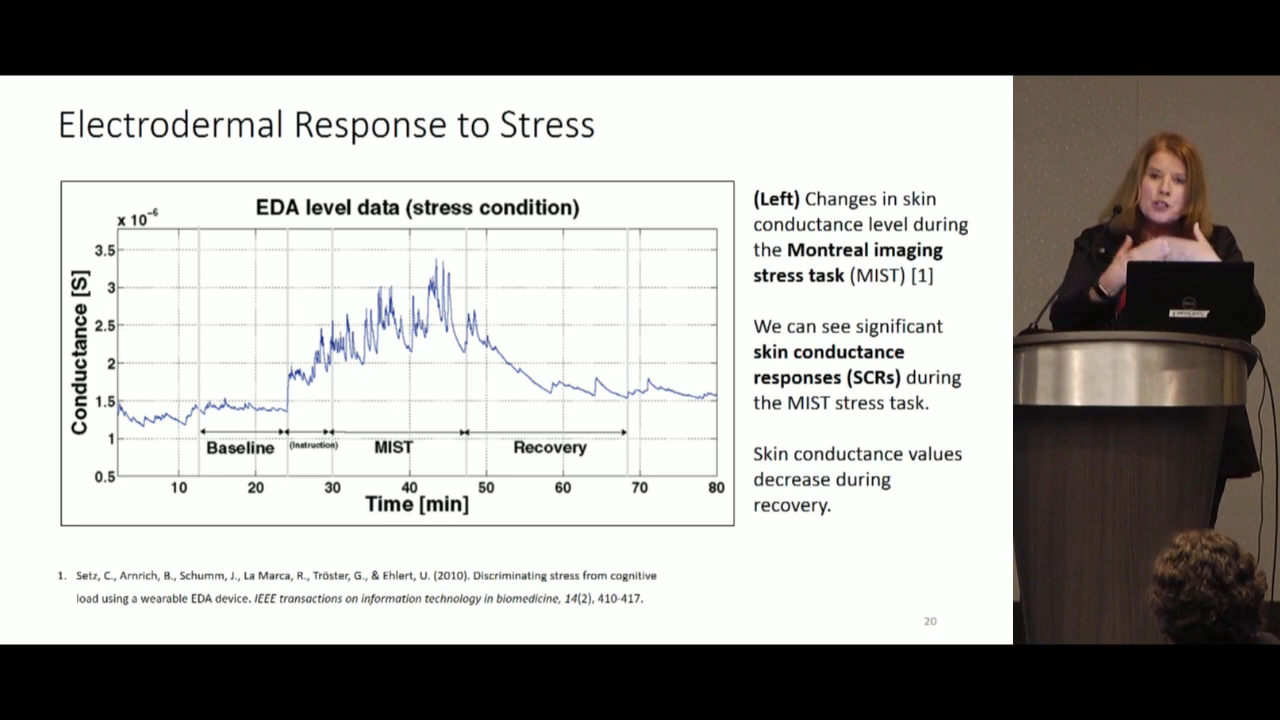 Electrodermal Response to Stress
EDA level data (stress condition)
x 10⁻⁶
3.5
3
2.5
2
1.5
1
0.5
Conductance [S]
Baseline
(Instruction)
MIST
Recovery
10 20 30 40 50 60 70 80
Time [min]
(Left) Changes in skin
conductance level during
the Montreal imaging
stress task (MIST) [1]
We can see significant
skin conductance
responses (SCRs) during
the MIST stress task.
Skin conductance values
decrease during
recovery.
1. Setz, C., Arnrich, B., Schumm, J., La Marca, R., Tröster, G., & Ehlert, U. (2010). Discriminating stress from cognitive
load using a wearable EDA device. IEEE transactions on information technology in biomedicine, 14(2), 410-417.
20
DELL